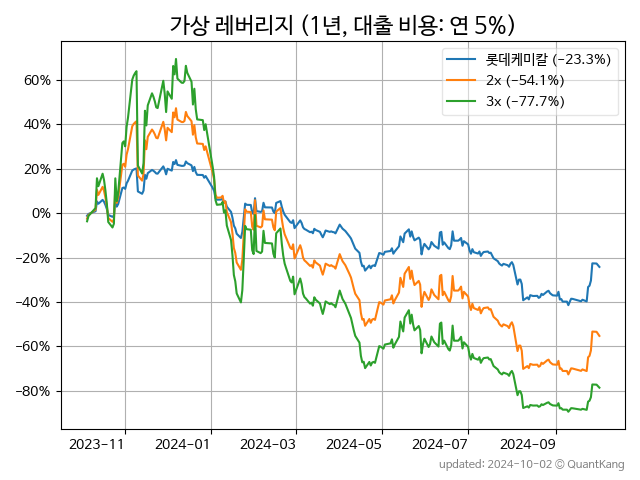 가상 레버리지 (1년, 대출 비용: 연 5%)
롯데케미칼 (−23.3%)
2x (−54.1%)
3x (−77.7%)
60%
40%
20%
0%
−20%
−40%
−60%
−80%
2023-11
2024-01
2024-03
2024-05
2024-07
2024-09
updated: 2024-10-02 © QuantKang